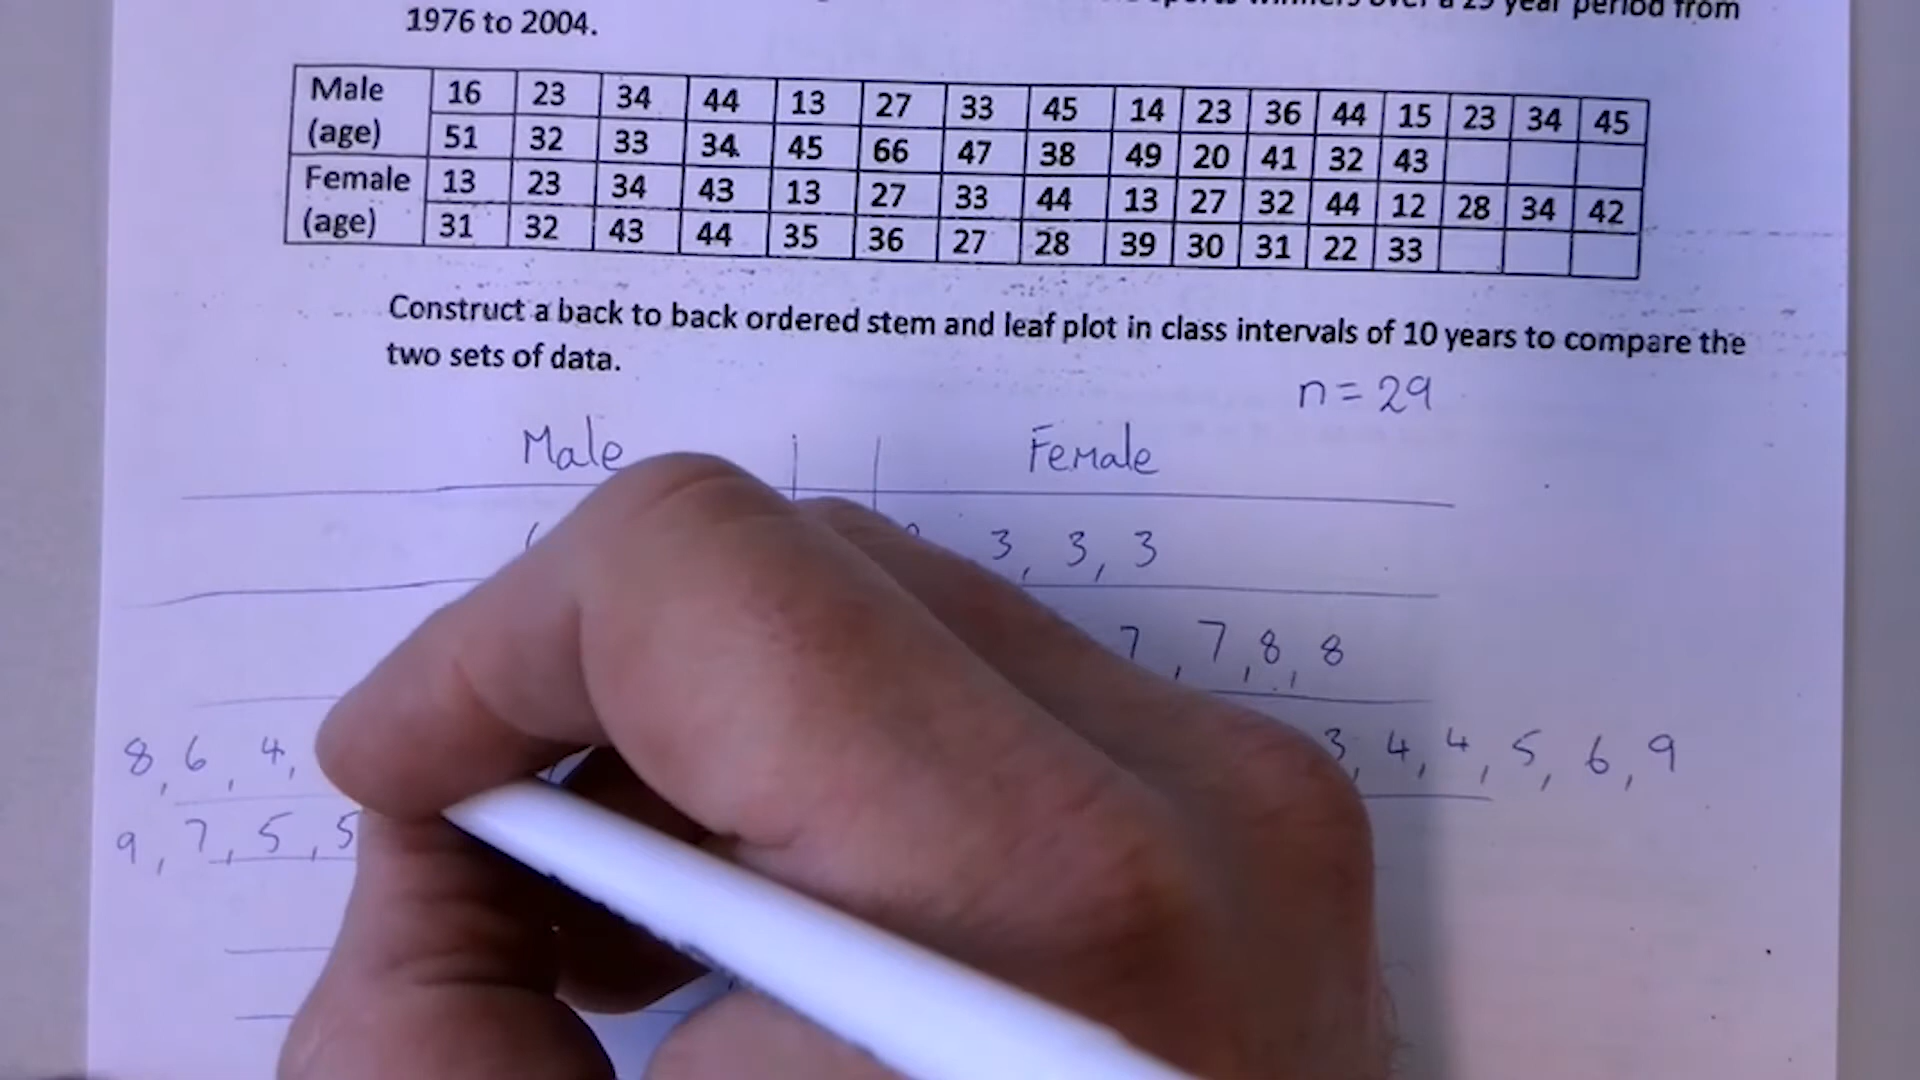 year period from
1976 to 2004.
Male (age) 16 23 34 44 13 27 33 45 14 23 36 44 15 23 34 45
51 32 33 34 45 66 47 38 49 20 41 32 43
Female (age) 13 23 34 43 13 27 33 44 13 27 32 44 12 28 34 42
31 32 43 44 35 36 27 28 39 30 31 22 33
Construct a back to back ordered stem and leaf plot in class intervals of 10 years to compare the
two sets of data.
n = 29
Male Female
3, 3, 3
7, 7, 8, 8
8, 6, 4, 3, 4, 4, 5, 6, 9
9, 7, 5, 5